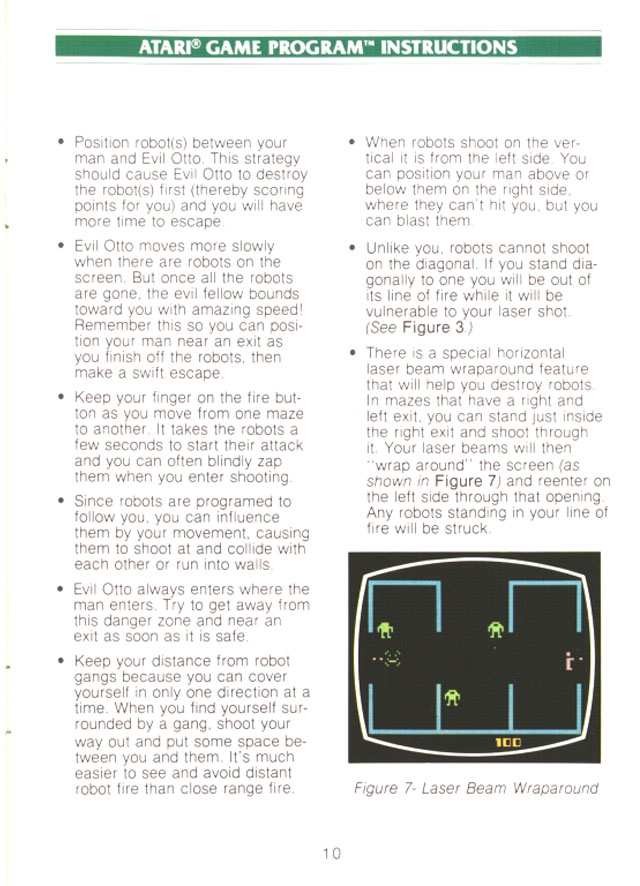 ATARI® GAME PROGRAM™ INSTRUCTIONS
• Position robot(s) between your
man and Evil Otto. This strategy
should cause Evil Otto to destroy
the robot(s) first (thereby scoring
points for you) and you will have
more time to escape.
• Evil Otto moves more slowly
when there are robots on the
screen. But once all the robots
are gone, the evil fellow bounds
toward you with amazing speed!
Remember this so you can posi-
tion your man near an exit as
you finish off the robots, then
make a swift escape.
• Keep your finger on the fire but-
ton as you move from one maze
to another. It takes the robots a
few seconds to start their attack
and you can often blindly zap
them when you enter shooting.
• Since robots are programed to
follow you, you can influence
them by your movement, causing
them to shoot at and collide with
each other or run into walls.
• Evil Otto always enters where the
man enters. Try to get away from
this danger zone and near an
exit as soon as it is safe.
• Keep your distance from robot
gangs because you can cover
yourself in only one direction at a
time. When you find yourself sur-
rounded by a gang, shoot your
way out and put some space be-
tween you and them. It's much
easier to see and avoid distant
robot fire than close range fire.
• When robots shoot on the ver-
tical it is from the left side. You
can position your man above or
below them on the right side,
where they can't hit you, but you
can blast them.
• Unlike you, robots cannot shoot
on the diagonal. If you stand dia-
gonally to one you will be out of
its line of fire while it will be
vulnerable to your laser shot.
(See Figure 3.)
• There is a special horizontal
laser beam wraparound feature
that will help you destroy robots.
In mazes that have a right and
left exit, you can stand just inside
the right exit and shoot through
it. Your laser beams will then
"wrap around" the screen (as
shown in Figure 7) and reenter on
the left side through that opening.
Any robots standing in your line of
fire will be struck.
100
Figure 7- Laser Beam Wraparound
10